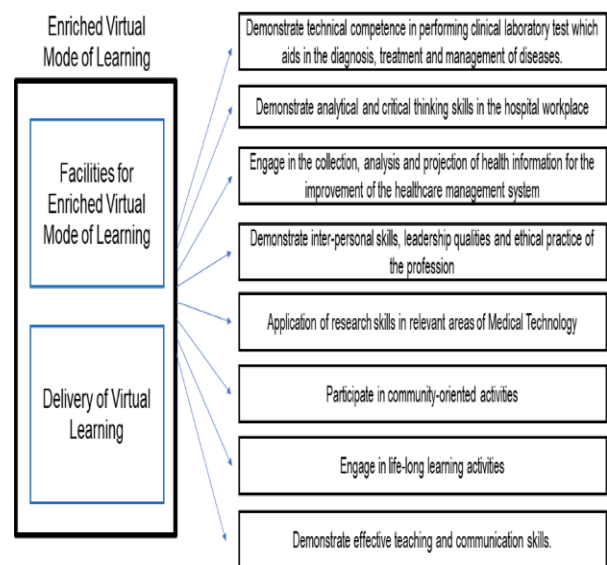 Enriched Virtual
Mode of Learning
Facilities for
Enriched Virtual
Mode of Learning
Delivery of Virtual
Learning
Demonstrate technical competence in performing clinical laboratory test which
aids in the diagnosis, treatment and management of diseases.
Demonstrate analytical and critical thinking skills in the hospital workplace
Engage in the collection, analysis and projection of health information for the
improvement of the healthcare management system
Demonstrate inter-personal skills, leadership qualities and ethical practice of
the profession
Application of research skills in relevant areas of Medical Technology
Participate in community-oriented activities
Engage in life-long learning activities
Demonstrate effective teaching and communication skills.